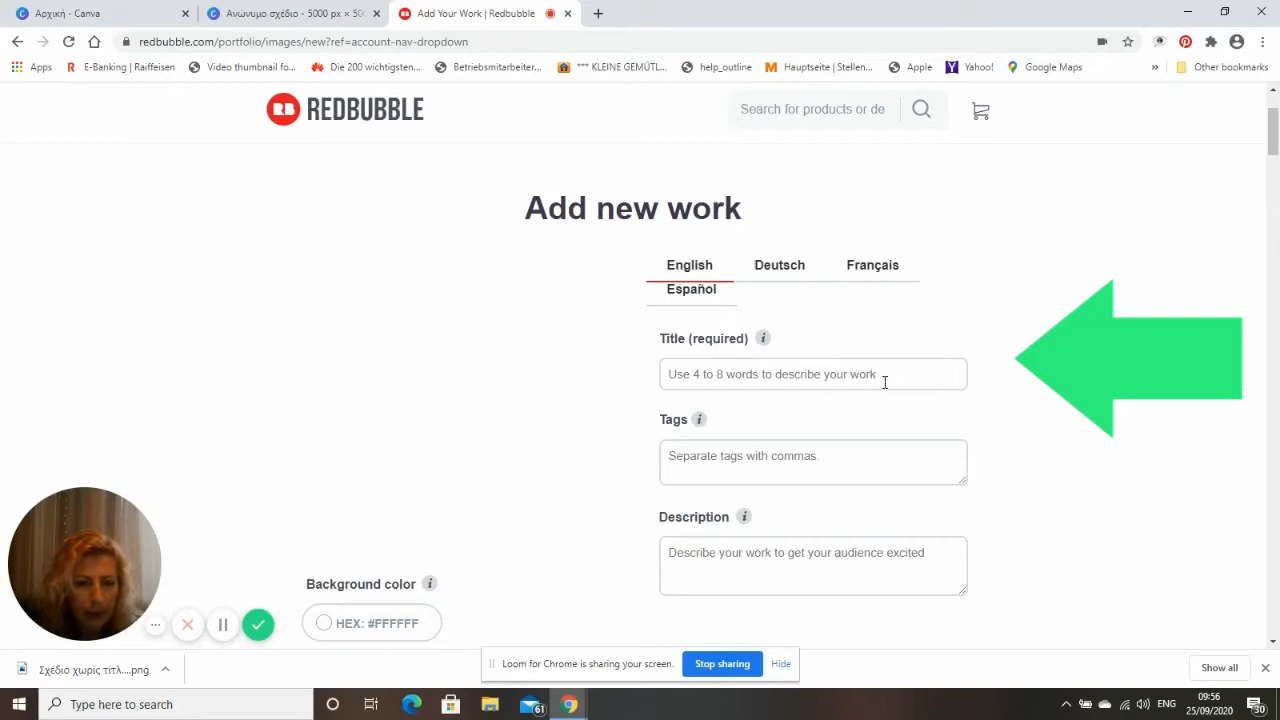 Αρχική - Canva
Ανώνυμο σχέδιο - 5000 px × 50
Add Your Work | Redbubble
redbubble.com/portfolio/images/new?ref=account-nav-dropdown
Apps
E-Banking | Raiffeisen
Video thumbnail fo...
Die 200 wichtigsten...
Betriebsmitarbeiter...
*** KLEINE GEMÜTL...
help_outline
Hauptseite | Stellen...
Apple
Yahoo!
Google Maps
»
Other bookmarks
RB REDBUBBLE
Search for products or de
Add new work
English
Deutsch
Français
Español
Title (required) i
Use 4 to 8 words to describe your work
Tags i
Separate tags with commas.
Description i
Describe your work to get your audience excited
Background color i
HEX: #FFFFFF
Loom for Chrome is sharing your screen.
Stop sharing
Hide
Σχέδιο χωρις τιτλ....png
Show all
Type here to search
61
ENG
09:56
25/09/2020
30